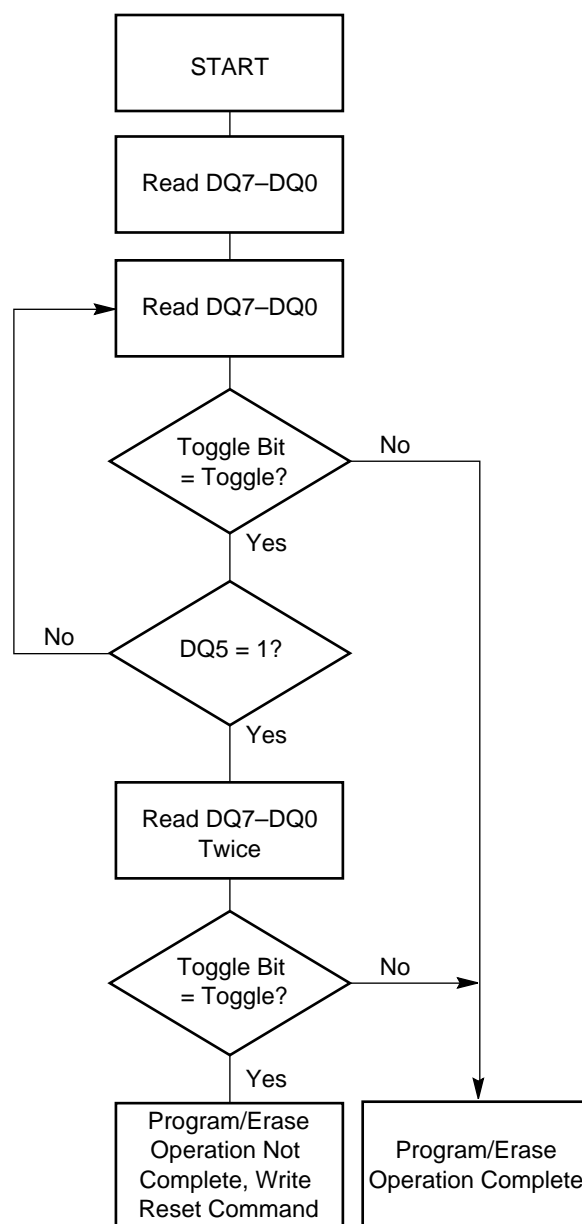 START
Read DQ7–DQ0
Read DQ7–DQ0
Toggle Bit
= Toggle?
No
Yes
No
DQ5 = 1?
Yes
Read DQ7–DQ0
Twice
Toggle Bit
= Toggle?
No
Yes
Program/Erase
Operation Not
Complete, Write
Reset Command
Program/Erase
Operation Complete